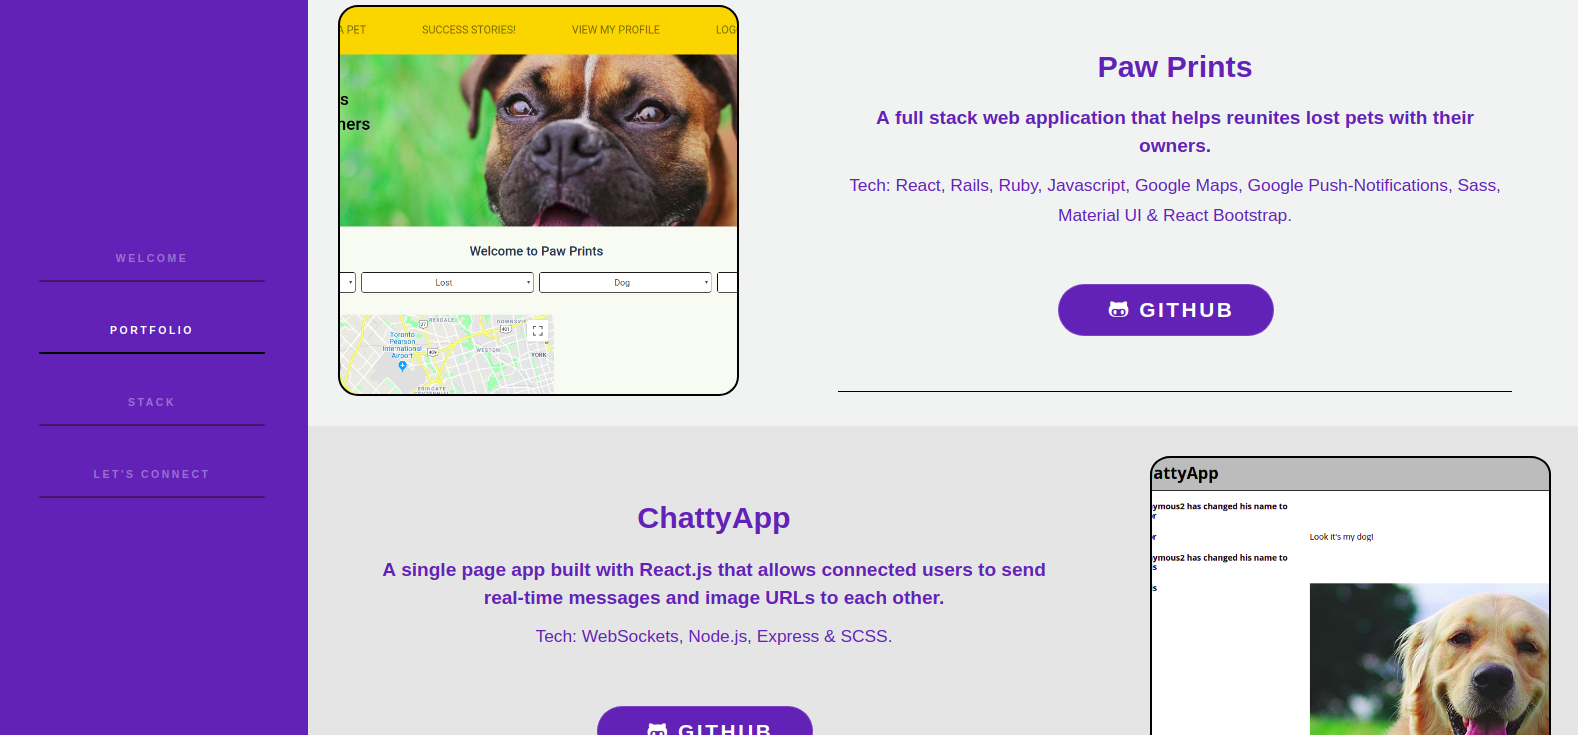 WELCOME
PORTFOLIO
STACK
LET'S CONNECT
A PET SUCCESS STORIES! VIEW MY PROFILE LOG
s
ners
Welcome to Paw Prints
Lost Dog
REXDALE
401
Toronto
Pearson
International
Airport
409
WESTON
YORK
Paw Prints
A full stack web application that helps reunites lost pets with their
owners.
Tech: React, Rails, Ruby, Javascript, Google Maps, Google Push-Notifications, Sass,
Material UI & React Bootstrap.
GITHUB
ChattyApp
A single page app built with React.js that allows connected users to send
real-time messages and image URLs to each other.
Tech: WebSockets, Node.js, Express & SCSS.
GITHUB
attyApp
ymous2 has changed his name to
r
or
Look it's my dog!
ymous2 has changed his name to
s
s